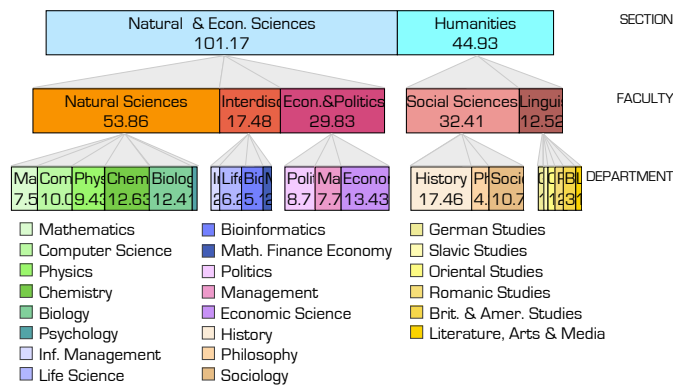 Natural & Econ. Sciences
101.17
Humanities
44.93
SECTION
Natural Sciences
53.86
Interdisc
17.48
Econ.&Politics
29.83
Social Sciences
32.41
Linguis
12.52
FACULTY
Ma
7.5
Com
10.0
Phys
9.43
Chem
12.63
Biolog
12.41
Life
6.2
Bio
5.1
Polit
8.7
Ma
7.7
Econo
13.43
History
17.46
Ph
4.
Socio
10.7
DEPARTMENT
Mathematics
Computer Science
Physics
Chemistry
Biology
Psychology
Inf. Management
Life Science
Bioinformatics
Math. Finance Economy
Politics
Management
Economic Science
History
Philosophy
Sociology
German Studies
Slavic Studies
Oriental Studies
Romanic Studies
Brit. & Amer. Studies
Literature, Arts & Media